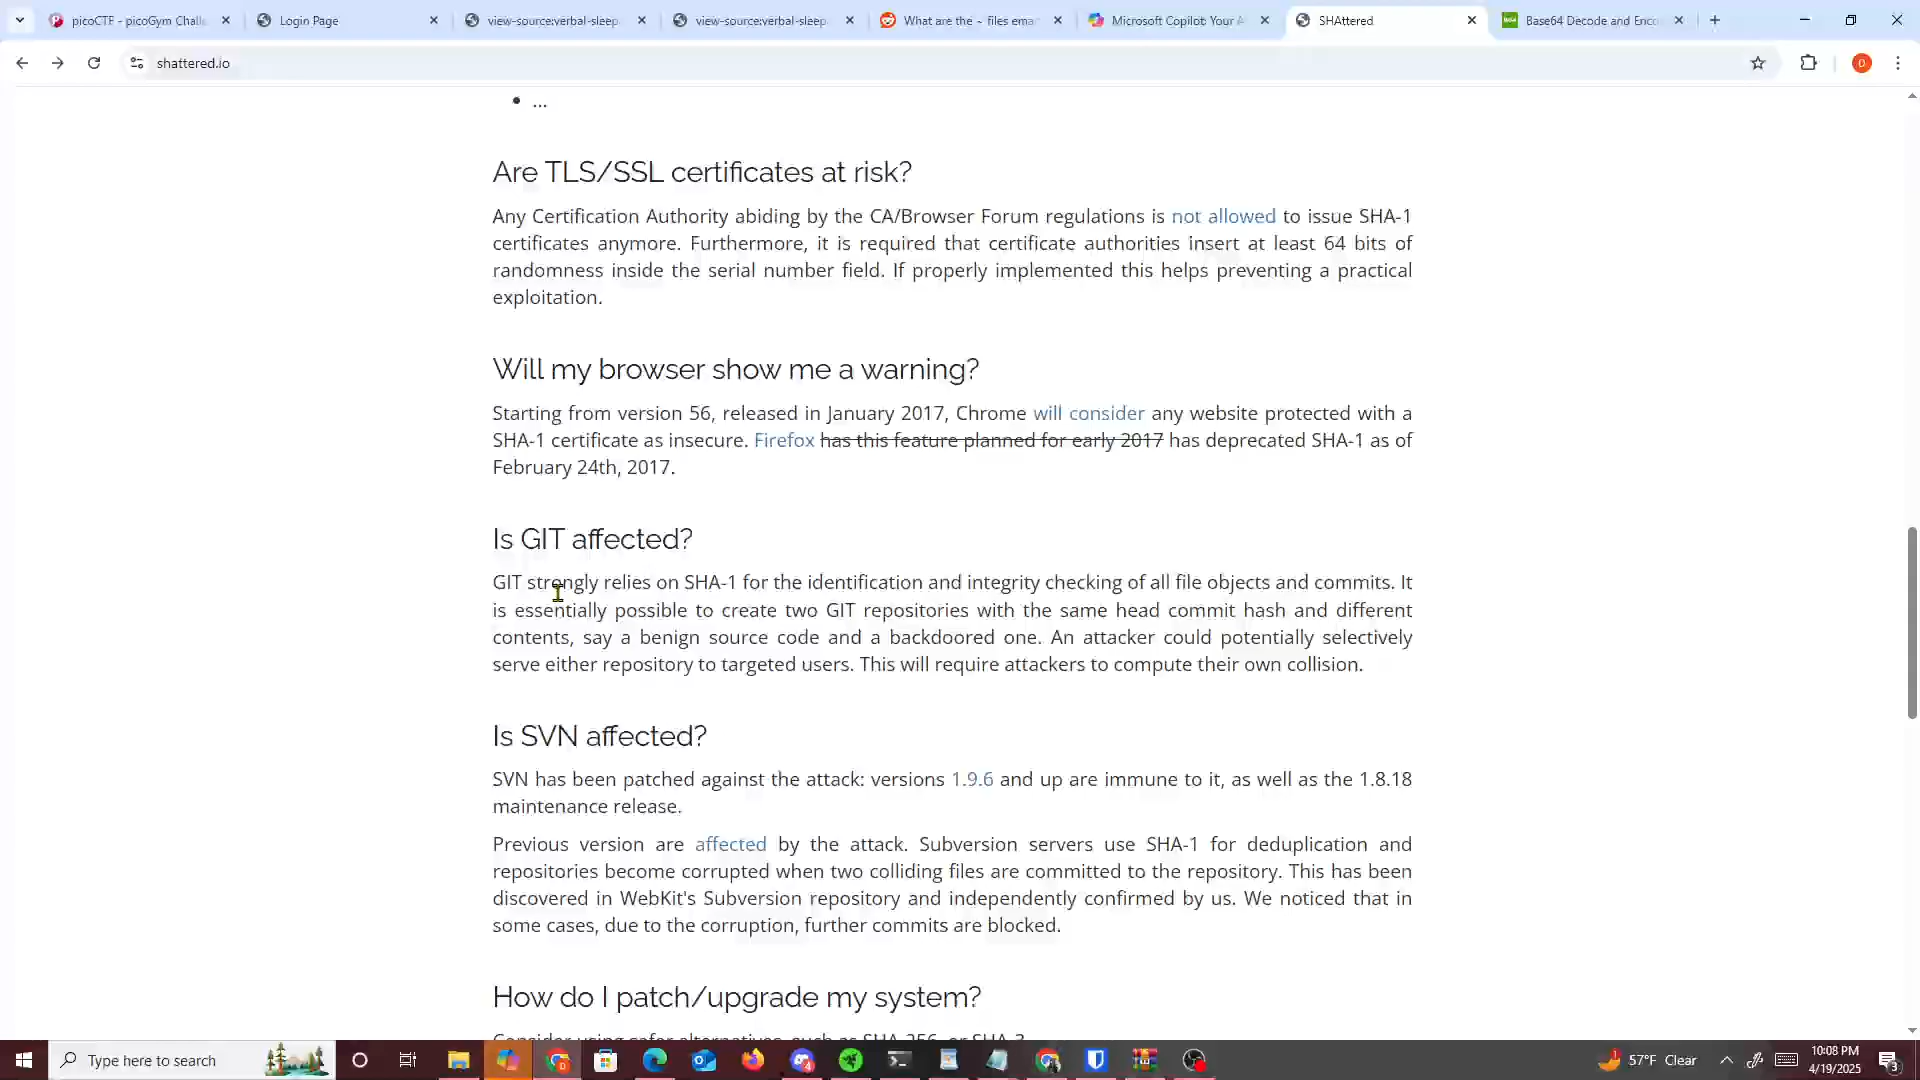 picoCTF - picoGym Chall
Login Page
view-source:verbal-sleep
view-source:verbal-sleep
What are the ~ files ema
Microsoft Copilot: Your A
SHAttered
Base64 Decode and Enco
shattered.io
• ...
Are TLS/SSL certificates at risk?
Any Certification Authority abiding by the CA/Browser Forum regulations is not allowed to issue SHA-1
certificates anymore. Furthermore, it is required that certificate authorities insert at least 64 bits of
randomness inside the serial number field. If properly implemented this helps preventing a practical
exploitation.
Will my browser show me a warning?
Starting from version 56, released in January 2017, Chrome will consider any website protected with a
SHA-1 certificate as insecure. Firefox has this feature planned for early 2017 has deprecated SHA-1 as of
February 24th, 2017.
Is GIT affected?
GIT strongly relies on SHA-1 for the identification and integrity checking of all file objects and commits. It
is essentially possible to create two GIT repositories with the same head commit hash and different
contents, say a benign source code and a backdoored one. An attacker could potentially selectively
serve either repository to targeted users. This will require attackers to compute their own collision.
Is SVN affected?
SVN has been patched against the attack: versions 1.9.6 and up are immune to it, as well as the 1.8.18
maintenance release.
Previous version are affected by the attack. Subversion servers use SHA-1 for deduplication and
repositories become corrupted when two colliding files are committed to the repository. This has been
discovered in WebKit's Subversion repository and independently confirmed by us. We noticed that in
some cases, due to the corruption, further commits are blocked.
How do I patch/upgrade my system?
Consider using safer alternatives, such as SHA-256, or SHA-3.
Type here to search
57°F Clear
10:08 PM
4/19/2025
3